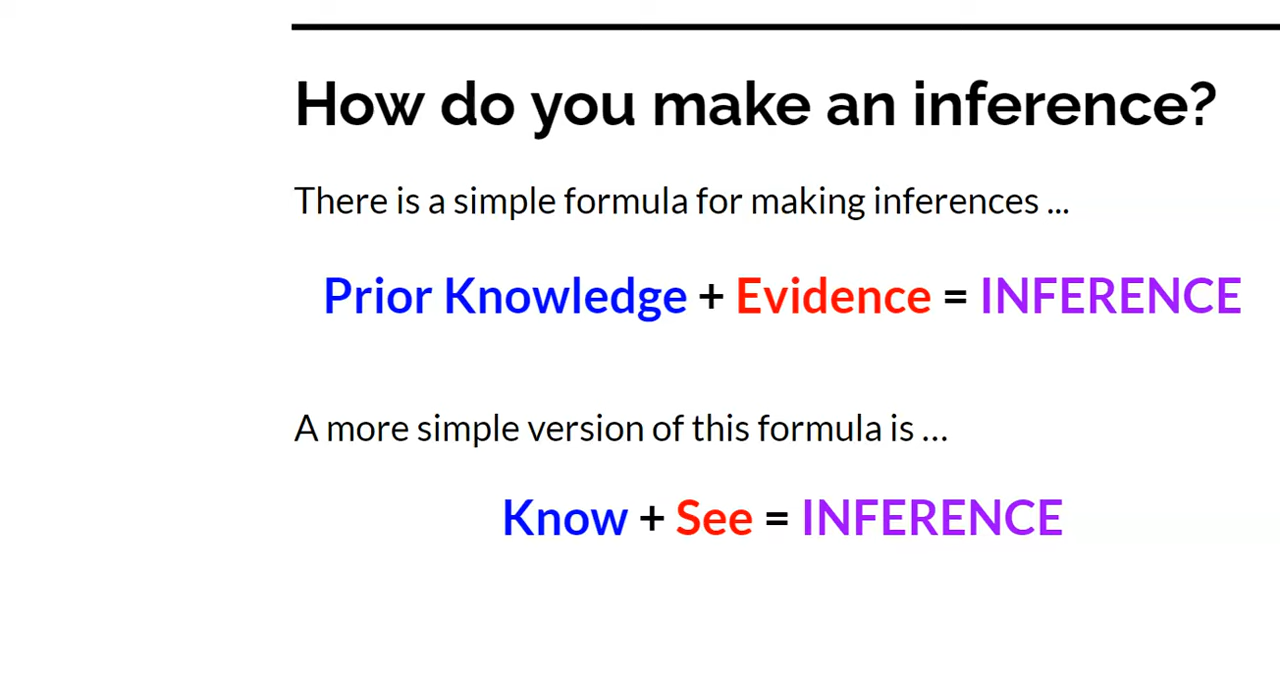 How do you make an inference?
There is a simple formula for making inferences ...
Prior Knowledge + Evidence = INFERENCE
A more simple version of this formula is ...
Know + See = INFERENCE